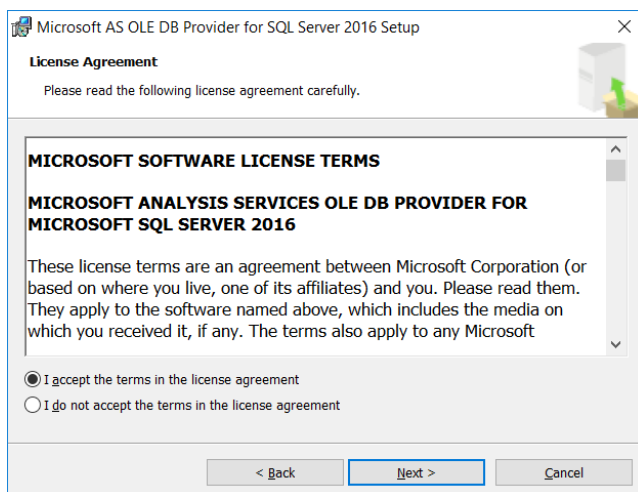 Microsoft AS OLE DB Provider for SQL Server 2016 Setup
License Agreement
Please read the following license agreement carefully.
MICROSOFT SOFTWARE LICENSE TERMS
MICROSOFT ANALYSIS SERVICES OLE DB PROVIDER FOR
MICROSOFT SQL SERVER 2016
These license terms are an agreement between Microsoft Corporation (or
based on where you live, one of its affiliates) and you. Please read them.
They apply to the software named above, which includes the media on
which you received it, if any. The terms also apply to any Microsoft
I accept the terms in the license agreement
I do not accept the terms in the license agreement
< Back
Next >
Cancel